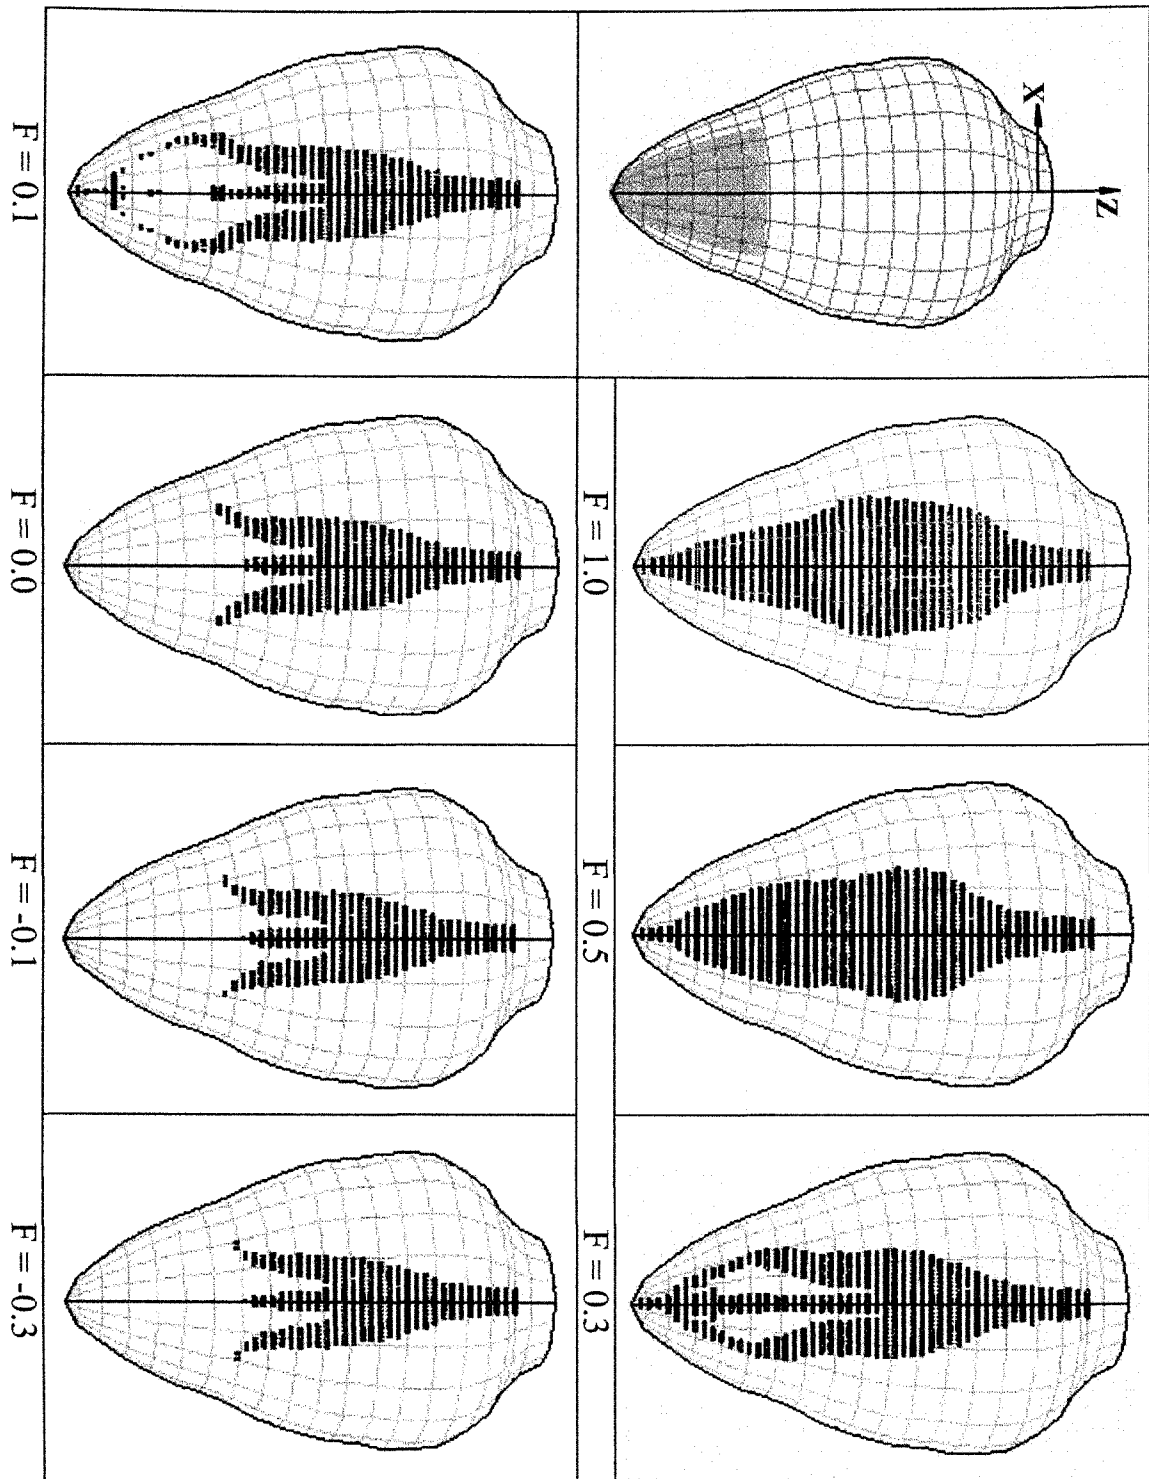 X
Z
F = 1.0
F = 0.5
F = 0.3
F = 0.1
F = 0.0
F = -0.1
F = -0.3